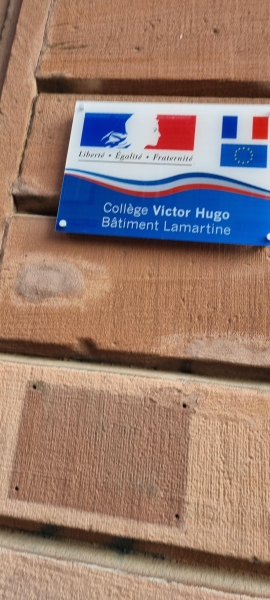 Liberté • Égalité • Fraternité
Collège Victor Hugo
Bâtiment Lamartine